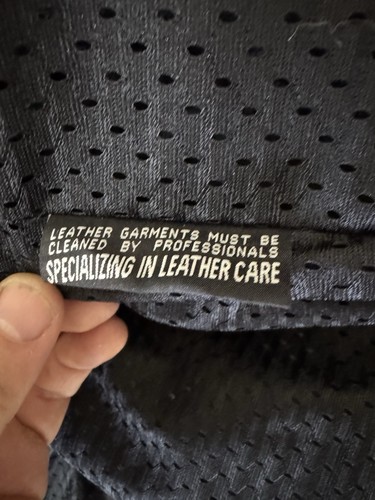 LEATHER GARMENTS MUST BE
CLEANED BY PROFESSIONALS
SPECIALIZING IN LEATHER CARE